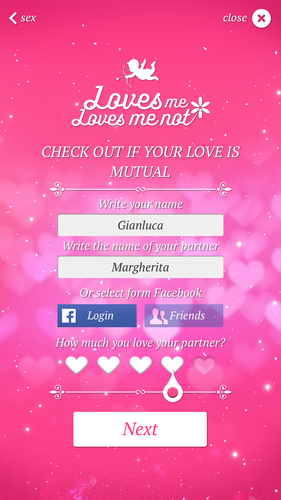 sex close
Loves me
Loves me not
CHECK OUT IF YOUR LOVE IS
MUTUAL
Write your name
Gianluca
Write the name of your partner
Margherita
Or select form Facebook
Login Friends
How much you love your partner?
Next